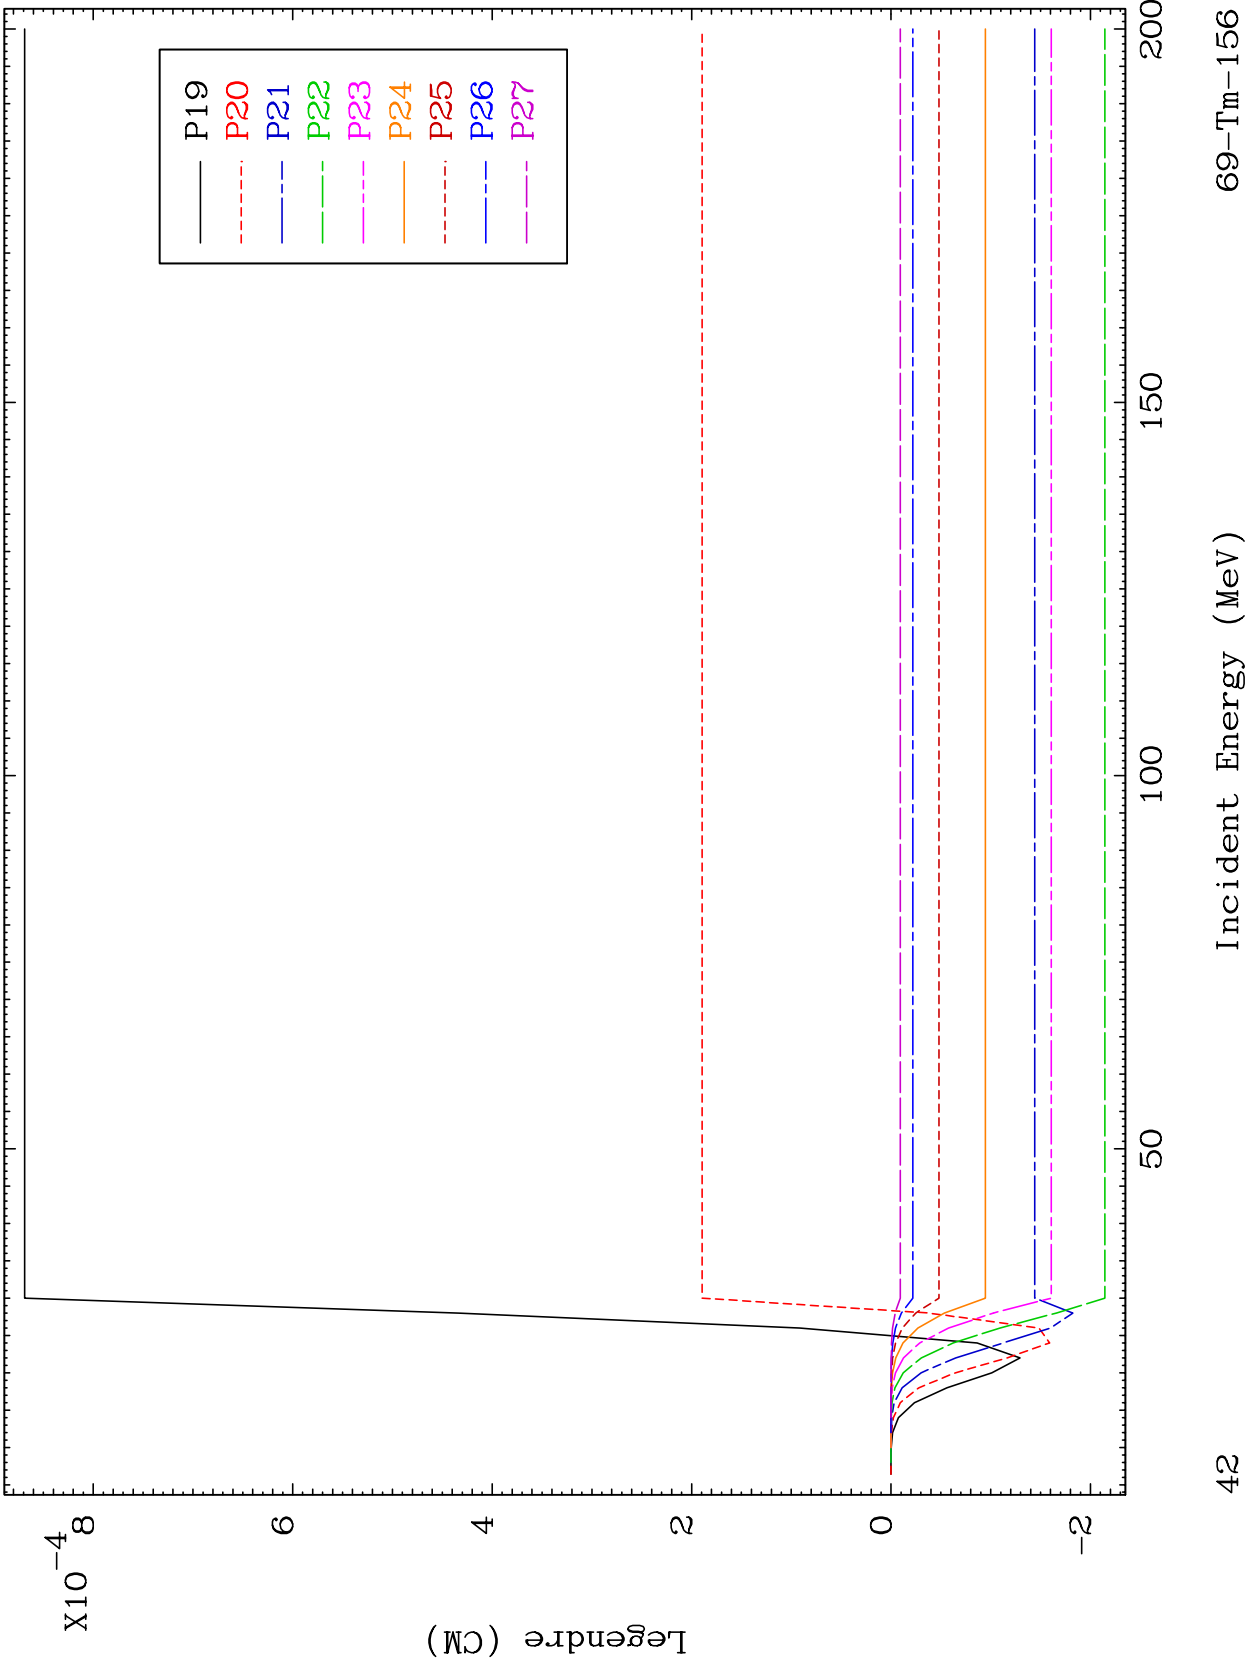 X10-4
8
6
4
2
0
-2
Legendre (CM)
P19
P20
P21
P22
P23
P24
P25
P26
P27
50
100
150
200
42
Incident Energy (MeV)
69-Tm-156